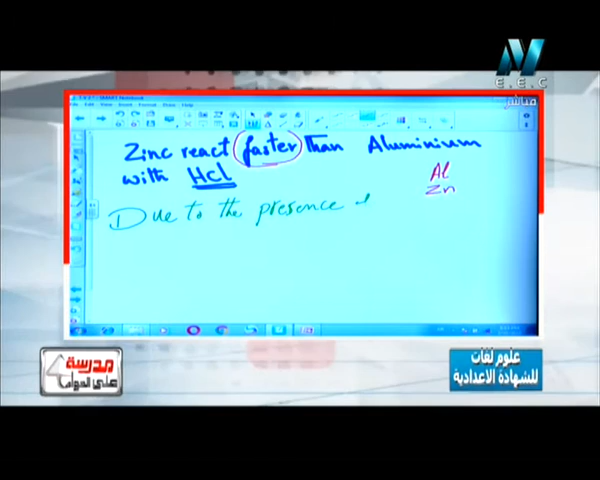 E.E.C
مباشر
Zinc react faster Than Aluminium
with HCl
Al
Zn
Due to the presence
علوم لغات
للشهادة الاعدادية
مدرسة
على الهواء